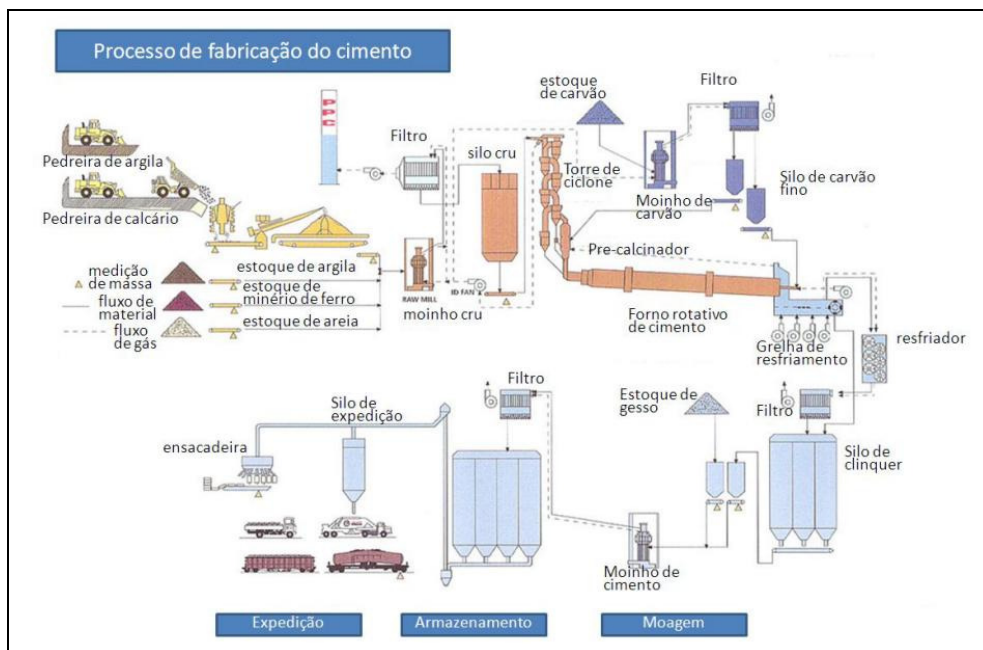 Processo de fabricação do cimento
Pedreira de argila
Pedreira de calcário
medição
de massa
fluxo de
material
fluxo
de gás
estoque de argila
estoque de
minério de ferro
estoque de areia
PPC
Filtro
RAW MILL
moinho cru
ID FAN
silo cru
Torre de
ciclone
estoque
de carvão
Moinho de
carvão
Filtro
Silo de carvão
fino
Pre-calcinador
Forno rotativo
de cimento
Grelha de
resfriamento
resfriador
Filtro
Silo de
clinquer
Estoque de
gesso
Moinho de
cimento
Filtro
Silo de
expedição
ensacadeira
Expedição
Armazenamento
Moagem